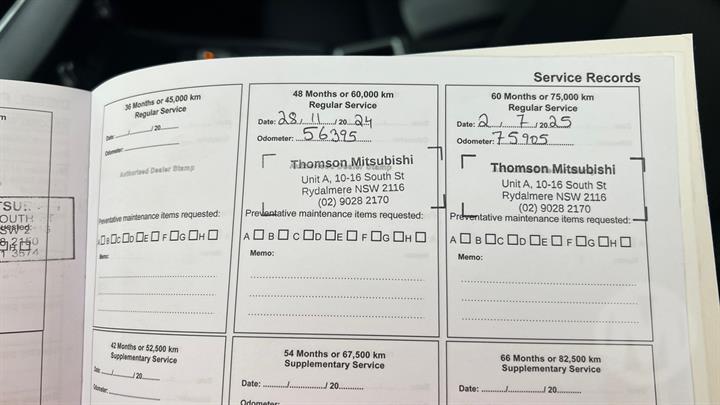 Service Records
36 Months or 45,000 km
Regular Service
Date: ....../....../ 20......
Odometer: ..............
Authorized Dealer Stamp
Preventative maintenance items requested:
A □ B □ C □ D □ E □ F □ G □ H □
Memo:
48 Months or 60,000 km
Regular Service
Date: 28 / 11 / 20 24
Odometer: 56395
Thomson Mitsubishi
Unit A, 10-16 South St
Rydalmere NSW 2116
(02) 9028 2170
Preventative maintenance items requested:
A □ B □ C □ D □ E □ F □ G □ H □
Memo:
60 Months or 75,000 km
Regular Service
Date: 2 / 7 / 20 25
Odometer: 75905
Thomson Mitsubishi
Unit A, 10-16 South St
Rydalmere NSW 2116
(02) 9028 2170
Preventative maintenance items requested:
A □ B □ C □ D □ E □ F □ G □ H □
Memo:
42 Months or 52,500 km
Supplementary Service
Date: ....../....../ 20......
Odometer:
54 Months or 67,500 km
Supplementary Service
Date: ....../....../ 20......
Odometer:
66 Months or 82,500 km
Supplementary Service
Date: ....../....../ 20......